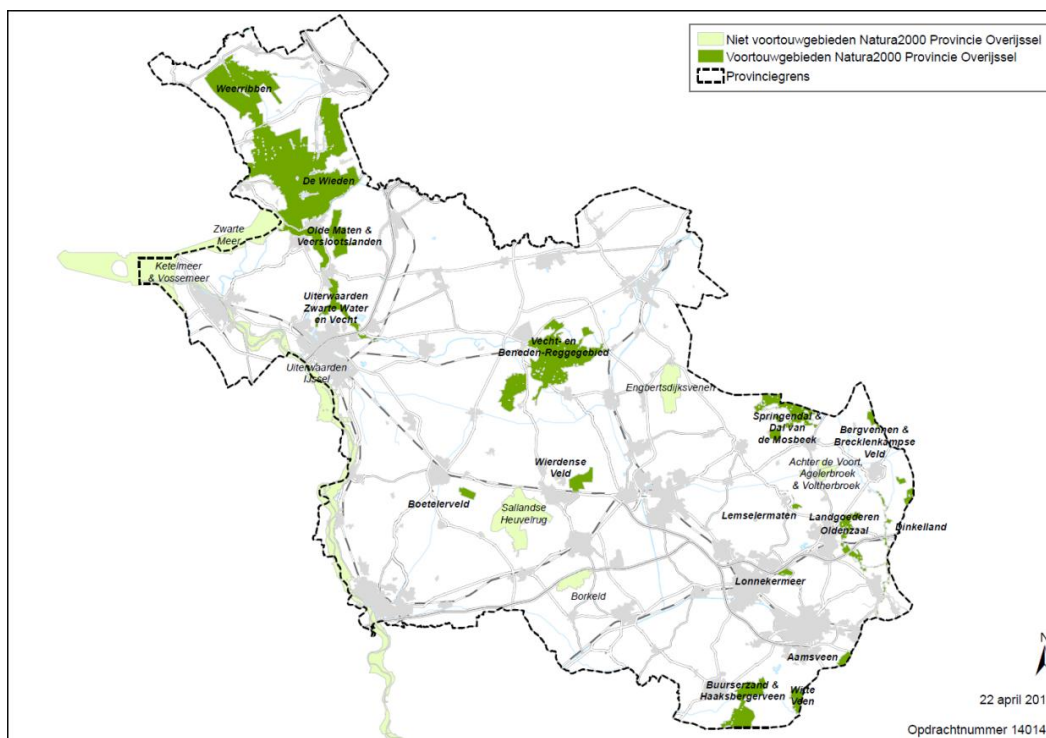 Niet voortouwgebieden Natura2000 Provincie Overijssel
Voortouwgebieden Natura2000 Provincie Overijssel
Provinciegrens
Weerribben
De Wieden
Zwarte
Meer
Olde Maten &
Veerslootslanden
Ketelmeer
& Vossemeer
Uiterwaarden
Zwarte Water
en Vecht
Uiterwaarden
IJssel
Vecht- en
Beneden-Reggegebied
Engbertsdijksvenen
Springendal &
Dal van
de Mosbeek
Bergvennen &
Brecklenkampse
Veld
Achter de Voort,
Agelerbroek
& Voltherbroek
Wierdense
Veld
Boetelerveld
Sallandse
Heuvelrug
Lemselermaten
Landgoederen
Oldenzaal
Dinkelland
Lonnekermeer
Borkeld
Aamsveen
Buurserzand &
Haaksbergerveen
Witte
Veen
N
22 april 201
Opdrachtnummer 14014